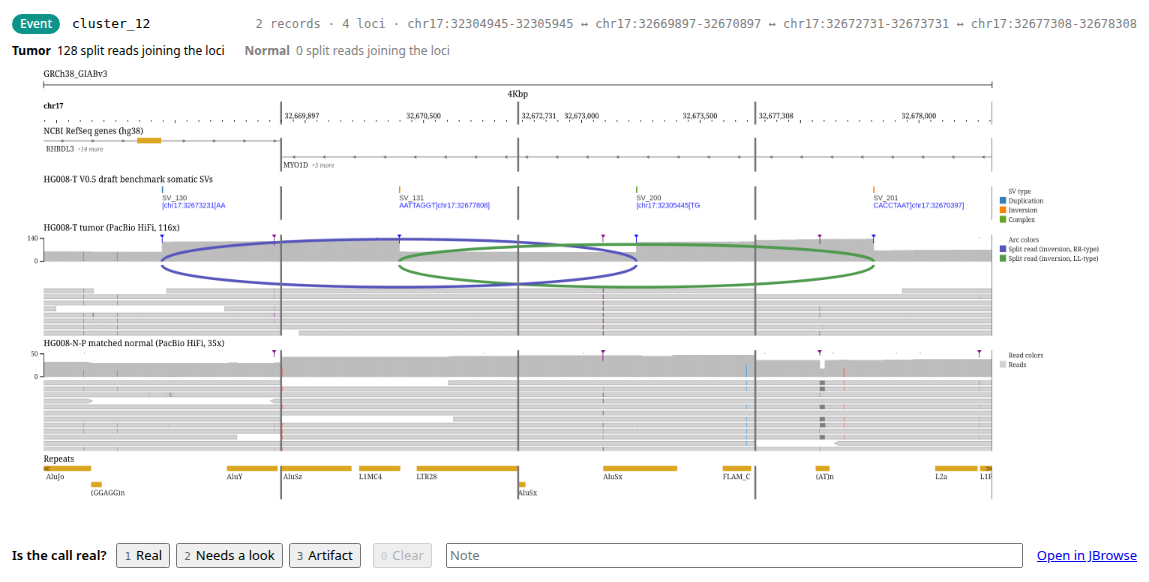 Event cluster_12 2 records · 4 loci · chr17:32304945-32305945 ↔ chr17:32669897-32670897 ↔ chr17:32672731-32673731 ↔ chr17:32677308-32678308
Tumor 128 split reads joining the loci Normal 0 split reads joining the loci
GRCh38_GIABv3
4Kbp
chr17
32,669,897 32,670,500 32,672,731 32,673,000 32,673,500 32,677,308 32,678,000
NCBI RefSeq genes (hg38)
RHBDL3 +14 more
MYO1D +5 more
HG008-T V0.5 draft benchmark somatic SVs
SV_130 SV_131 SV_200 SV_201
[chr17:32673231[AA AATTAGGT]chr17:32677808] [chr17:32305445[TG CACCTAAT]chr17:32670397]
SV type
Duplication
Inversion
Complex
HG008-T tumor (PacBio HiFi, 116x)
140
0
Arc colors
Split read (inversion, RR-type)
Split read (inversion, LL-type)
HG008-N-P matched normal (PacBio HiFi, 35x)
50
0
Read colors
Reads
Repeats
AluJo AluY AluSz L1MC4 LTR28 AluSx FLAM_C (AT)n L2a
(GGAGG)n AluSx
Is the call real? 1 Real 2 Needs a look 3 Artifact 0 Clear Note Open in JBrowse